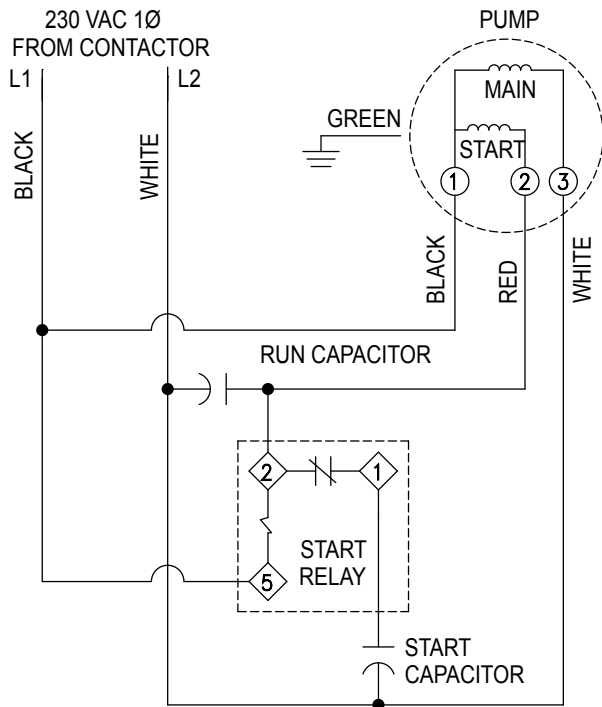 230 VAC 1Ø
FROM CONTACTOR
L1
L2
PUMP
MAIN
GREEN
START
1
2
3
BLACK
WHITE
BLACK
RED
WHITE
RUN CAPACITOR
2
1
START
RELAY
5
START
CAPACITOR